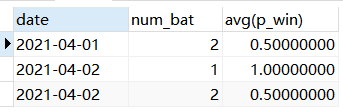 date num_bat avg(p_win)
2021-04-01 2 0.50000000
2021-04-02 1 1.00000000
2021-04-02 2 0.50000000